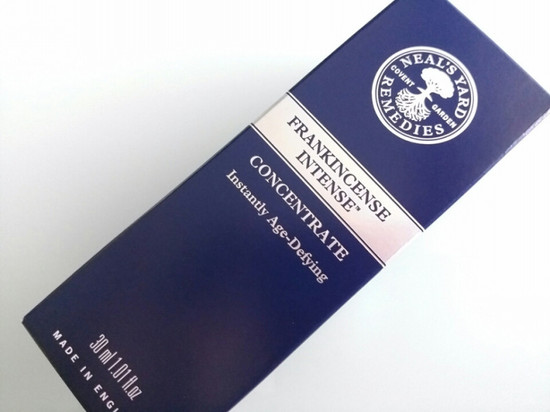 NEAL'S YARD
REMEDIES
COVENT GARDEN
FRANKINCENSE
INTENSE™
CONCENTRATE
Instantly Age-Defying
30 ml 1.01 fl.oz
MADE IN ENGL